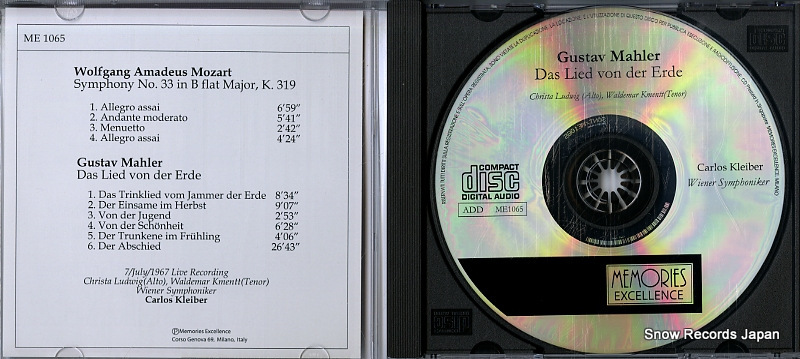 ME 1065
Wolfgang Amadeus Mozart
Symphony No. 33 in B flat Major, K. 319
1. Allegro assai 6'59"
2. Andante moderato 5'41"
3. Menuetto 2'42"
4. Allegro assai 4'24"
Gustav Mahler
Das Lied von der Erde
1. Das Trinklied vom Jammer der Erde 8'34"
2. Der Einsame im Herbst 9'07"
3. Von der Jugend 2'53"
4. Von der Schönheit 6'28"
5. Der Trunkene im Frühling 4'06"
6. Der Abschied 26'43"
7/July/1967 Live Recording
Christa Ludwig(Alto), Waldemar Kmentt(Tenor)
Wiener Symphoniker
Carlos Kleiber
Ⓟ Memories Excellence
Corso Genova 69, Milano, Italy
Gustav Mahler
Das Lied von der Erde
Christa Ludwig (Alto), Waldemar Kmentt(Tenor)
COMPACT
disc
DIGITAL AUDIO
ADD ME1065
Carlos Kleiber
Wiener Symphoniker
MEMORIES
EXCELLENCE
Snow Records Japan